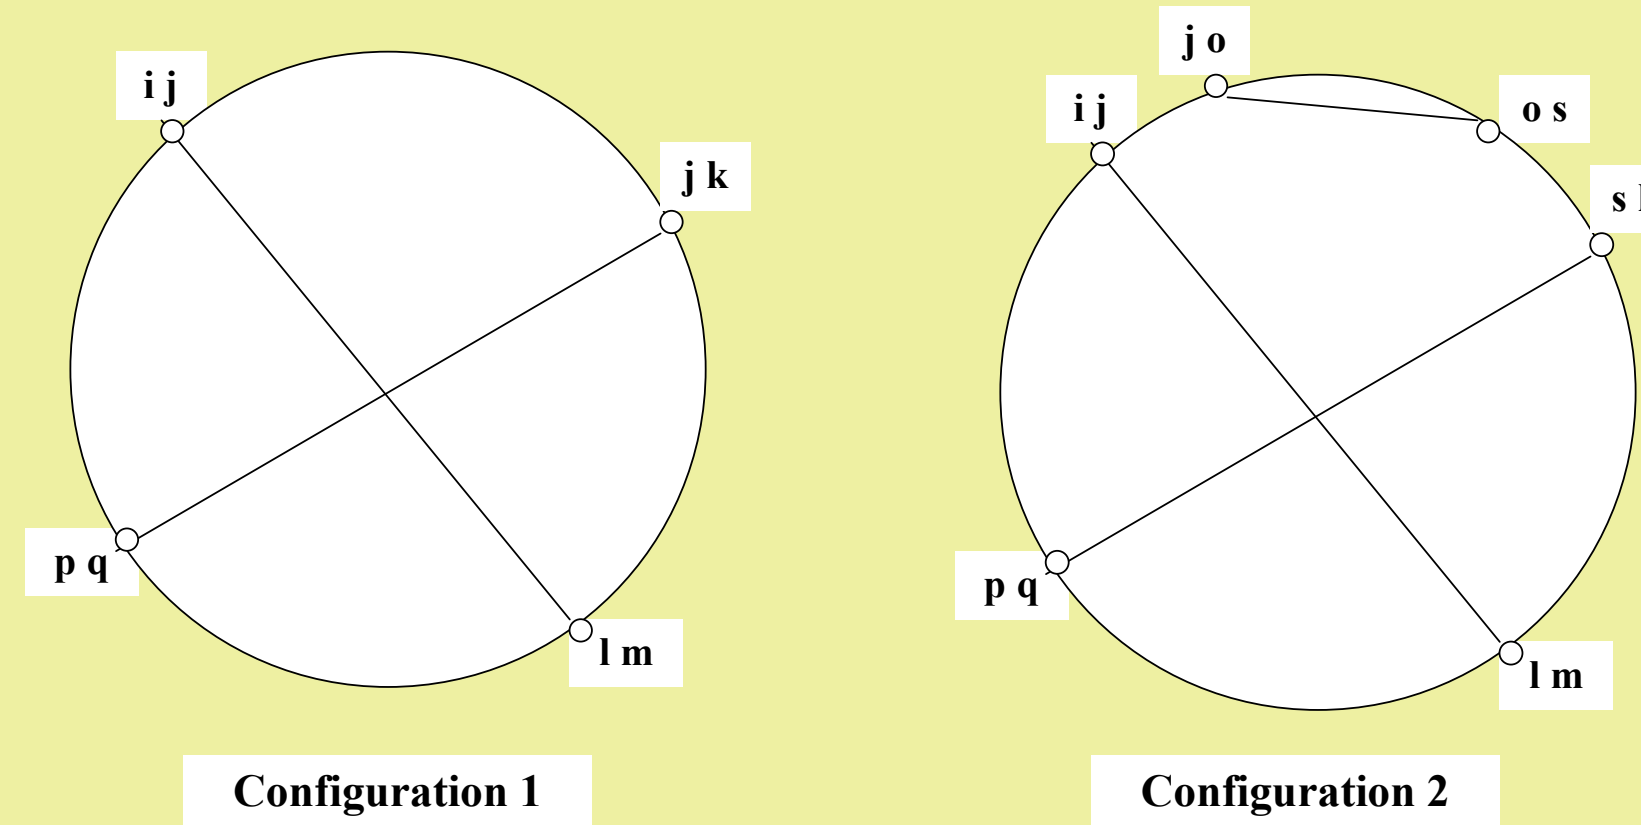 i j
j k
p q
l m
Configuration 1
j o
i j
o s
s
p q
l m
Configuration 2